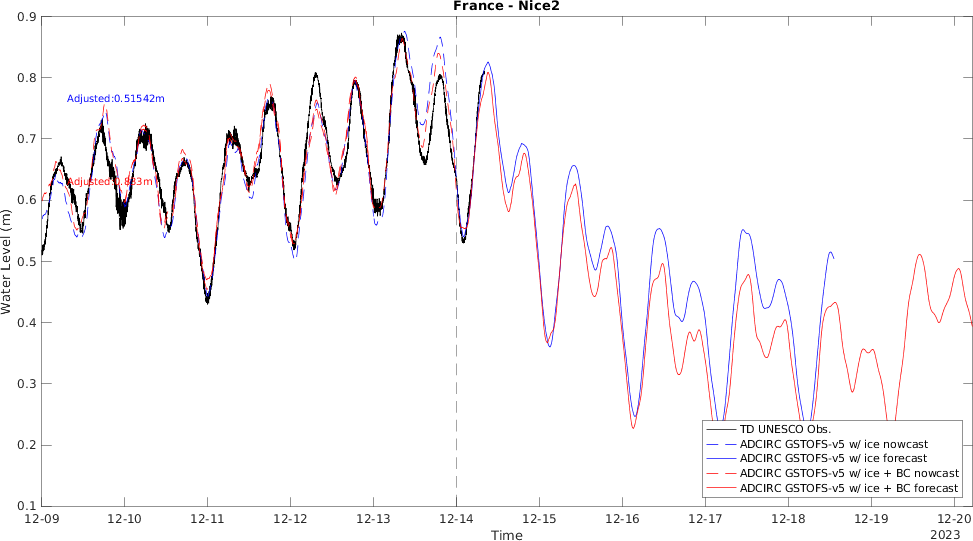 France - Nice2
0.9
0.8
0.7
0.6
0.5
0.4
0.3
0.2
0.1
Water Level (m)
Adjusted:0.51542m
TD UNESCO Obs.
ADCIRC GSTOFS-v5 w/ ice nowcast
ADCIRC GSTOFS-v5 w/ ice forecast
ADCIRC GSTOFS-v5 w/ ice + BC nowcast
ADCIRC GSTOFS-v5 w/ ice + BC forecast
12-09 12-10 12-11 12-12 12-13 12-14 12-15 12-16 12-17 12-18 12-19 12-20
Time
2023